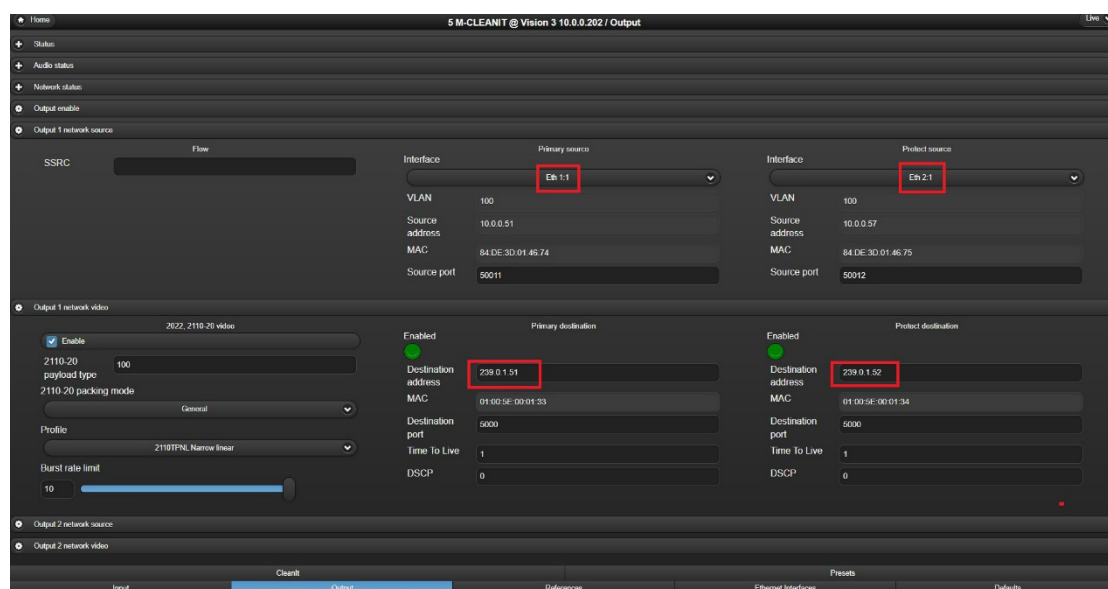 Home 5 M-CLEANIT @ Vision 3 10.0.0.202 / Output Live
Status
Audio status
Network status
Output enable
Output 1 network source
Flow Primary source Protect source
SSRC Interface Interface
Eth 1:1 Eth 2:1
VLAN 100 VLAN 100
Source address 10.0.0.51 Source address 10.0.0.57
MAC 84:DE:3D:01:46:74 MAC 84:DE:3D:01:46:75
Source port 50011 Source port 50012
Output 1 network video
2022, 2110-20 video Primary destination Protect destination
Enable Enabled Enabled
2110-20 payload type 100 Destination address 239.0.1.51 Destination address 239.0.1.52
2110-20 packing mode MAC 01:00:5E:00:01:33 MAC 01:00:5E:00:01:34
General Destination port 5000 Destination port 5000
Profile
2110TPNL Narrow linear Time To Live 1 Time To Live 1
Burst rate limit DSCP 0 DSCP 0
10
Output 2 network source
Output 2 network video
CleanIt Presets
Input Output References Ethernet Interfaces Defaults